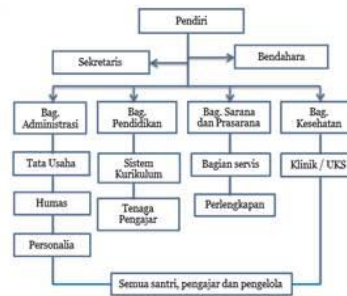 Pendiri
Sekretaris
Bendahara
Bag.
Administrasi
Bag.
Pendidikan
Bag. Sarana
dan Prasarana
Bag.
Kesehatan
Tata Usaha
Sistem
Kurikulum
Bagian servis
Klinik / UKS
Humas
Tenaga
Pengajar
Perlengkapan
Personalia
Semua santri, pengajar dan pengelola